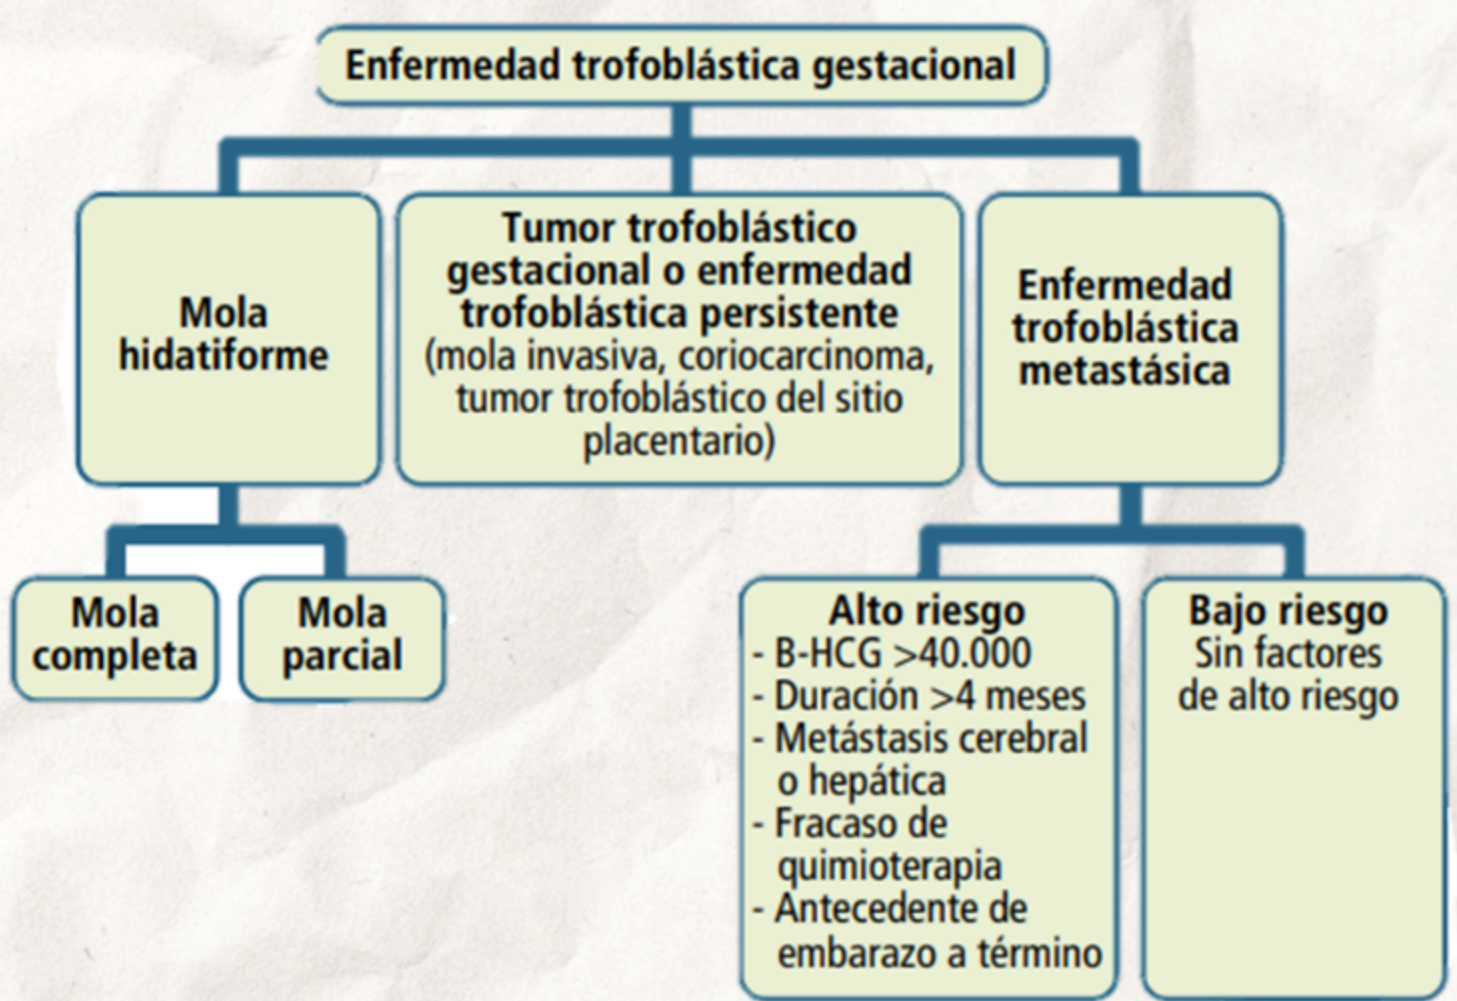 Enfermedad trofoblástica gestacional
Mola
hidatiforme
Tumor trofoblástico
gestacional o enfermedad
trofoblástica persistente
(mola invasiva, coriocarcinoma,
tumor trofoblástico del sitio
placentario)
Enfermedad
trofoblástica
metastásica
Mola
completa
Mola
parcial
Alto riesgo
- B-HCG >40.000
- Duración >4 meses
- Metástasis cerebral
o hepática
- Fracaso de
quimioterapia
- Antecedente de
embarazo a término
Bajo riesgo
Sin factores
de alto riesgo